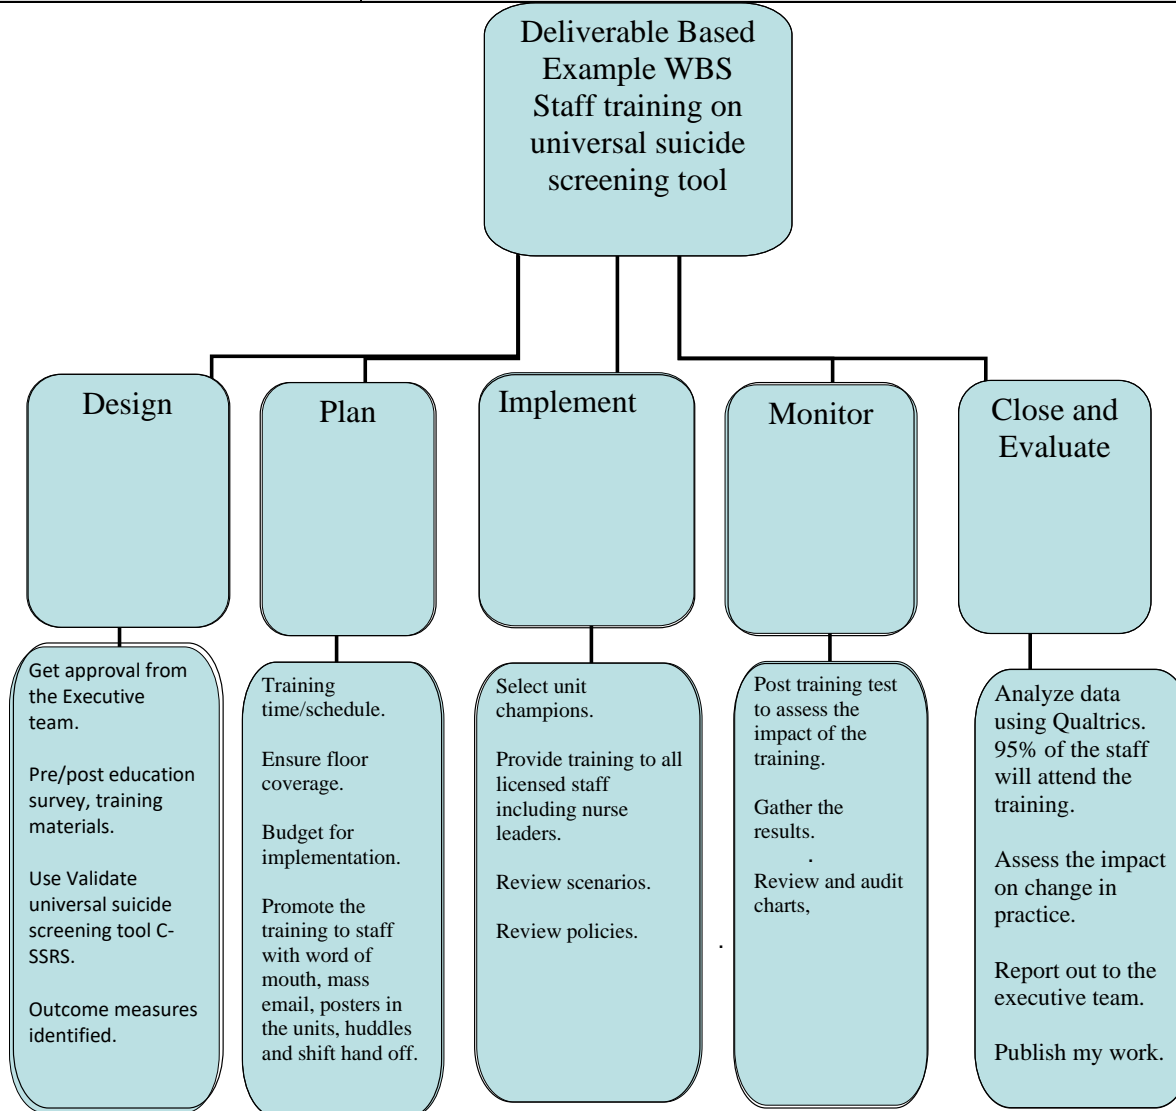 Deliverable Based
Example WBS
Staff training on
universal suicide
screening tool
Design
Plan
Implement
Monitor
Close and
Evaluate
Get approval from
the Executive
team.
Pre/post education
survey, training
materials.
Use Validate
universal suicide
screening tool C-
SSRS.
Outcome measures
identified.
Training
time/schedule.
Ensure floor
coverage.
Budget for
implementation.
Promote the
training to staff
with word of
mouth, mass
email, posters in
the units, huddles
and shift hand off.
Select unit
champions.
Provide training to all
licensed staff
including nurse
leaders.
Review scenarios.
Review policies.
.
Post training test
to assess the
impact of the
training.
Gather the
results.
.
Review and audit
charts,
Analyze data
using Qualtrics.
95% of the staff
will attend the
training.
Assess the impact
on change in
practice.
Report out to the
executive team.
Publish my work.